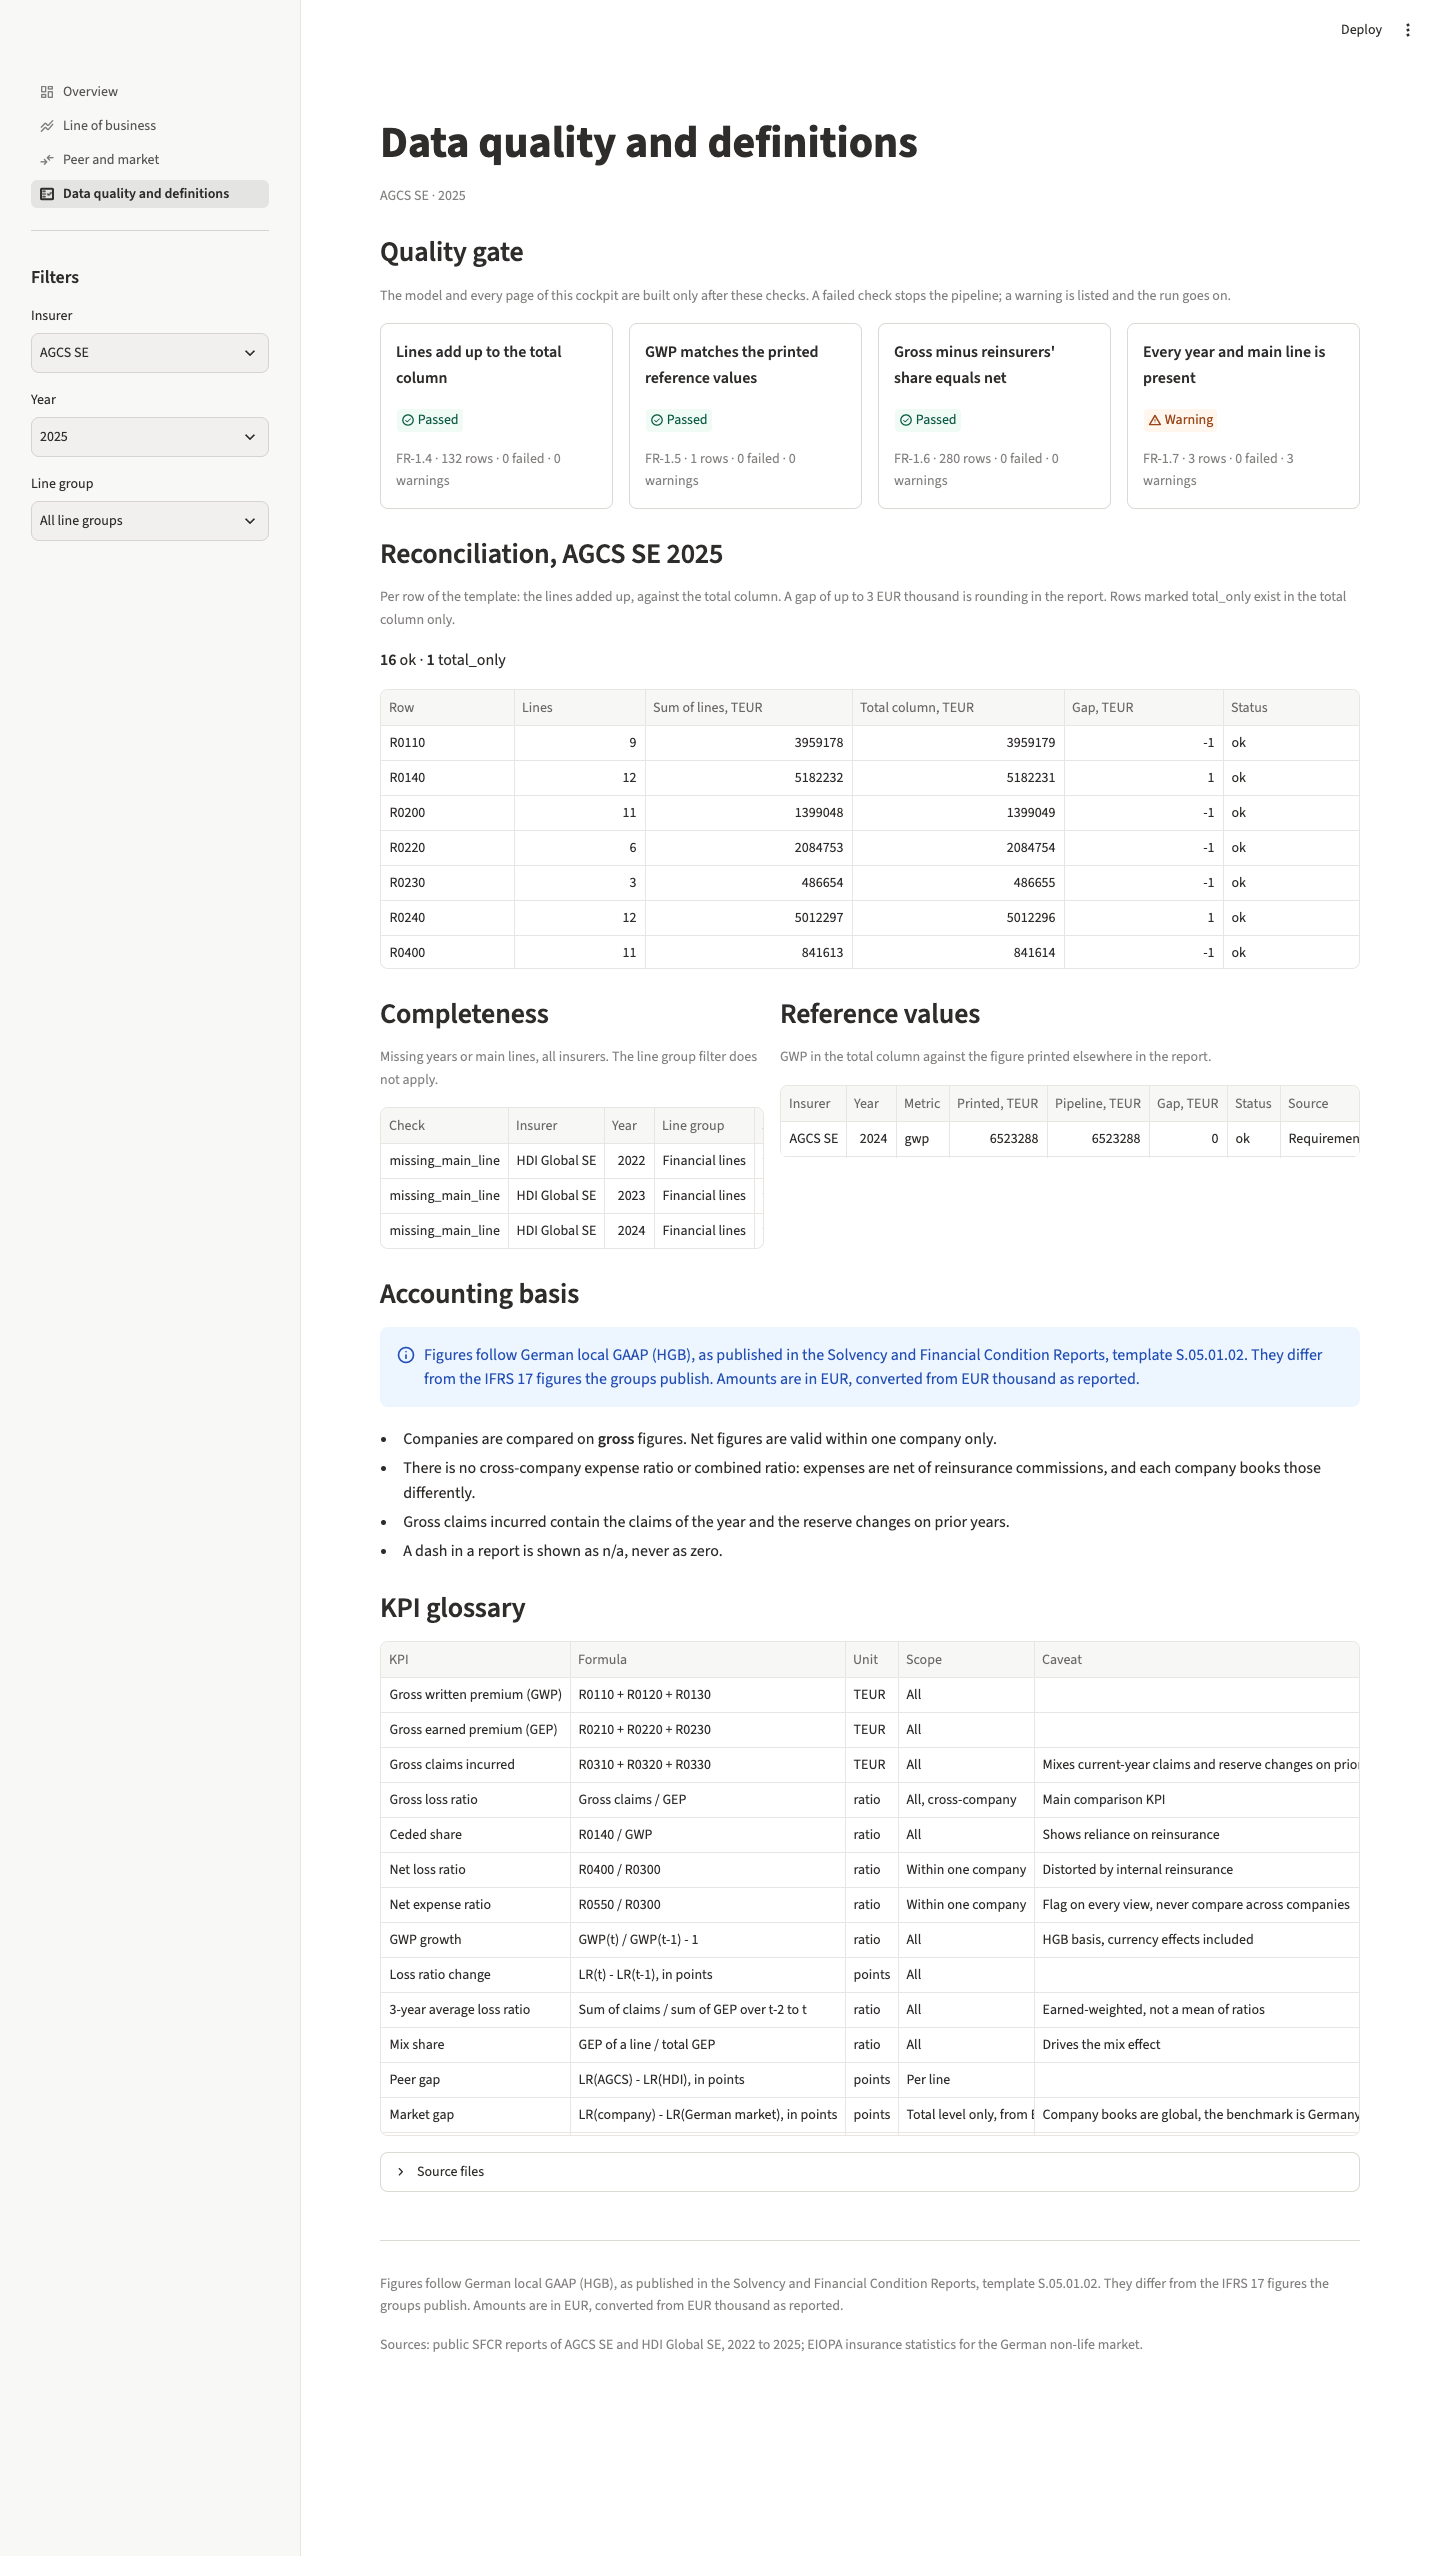 Deploy
Overview
Line of business
Peer and market
Data quality and definitions
Filters
Insurer
AGCS SE
Year
2025
Line group
All line groups
Data quality and definitions
AGCS SE · 2025
Quality gate
The model and every page of this cockpit are built only after these checks. A failed check stops the pipeline; a warning is listed and the run goes on.
Lines add up to the total
column
Passed
FR-1.4 · 132 rows · 0 failed · 0
warnings
GWP matches the printed
reference values
Passed
FR-1.5 · 1 rows · 0 failed · 0
warnings
Gross minus reinsurers'
share equals net
Passed
FR-1.6 · 280 rows · 0 failed · 0
warnings
Every year and main line is
present
Warning
FR-1.7 · 3 rows · 0 failed · 3
warnings
Reconciliation, AGCS SE 2025
Per row of the template: the lines added up, against the total column. A gap of up to 3 EUR thousand is rounding in the report. Rows marked total_only exist in the total
column only.
16 ok · 1 total_only
Row Lines Sum of lines, TEUR Total column, TEUR Gap, TEUR Status
R0110 9 3959178 3959179 -1 ok
R0140 12 5182232 5182231 1 ok
R0200 11 1399048 1399049 -1 ok
R0220 6 2084753 2084754 -1 ok
R0230 3 486654 486655 -1 ok
R0240 12 5012297 5012296 1 ok
R0400 11 841613 841614 -1 ok
Completeness
Missing years or main lines, all insurers. The line group filter does
not apply.
Check Insurer Year Line group
missing_main_line HDI Global SE 2022 Financial lines
missing_main_line HDI Global SE 2023 Financial lines
missing_main_line HDI Global SE 2024 Financial lines
Reference values
GWP in the total column against the figure printed elsewhere in the report.
Insurer Year Metric Printed, TEUR Pipeline, TEUR Gap, TEUR Status Source
AGCS SE 2024 gwp 6523288 6523288 0 ok Requiremen
Accounting basis
Figures follow German local GAAP (HGB), as published in the Solvency and Financial Condition Reports, template S.05.01.02. They differ
from the IFRS 17 figures the groups publish. Amounts are in EUR, converted from EUR thousand as reported.
• Companies are compared on gross figures. Net figures are valid within one company only.
• There is no cross-company expense ratio or combined ratio: expenses are net of reinsurance commissions, and each company books those
differently.
• Gross claims incurred contain the claims of the year and the reserve changes on prior years.
• A dash in a report is shown as n/a, never as zero.
KPI glossary
KPI Formula Unit Scope Caveat
Gross written premium (GWP) R0110 + R0120 + R0130 TEUR All
Gross earned premium (GEP) R0210 + R0220 + R0230 TEUR All
Gross claims incurred R0310 + R0320 + R0330 TEUR All Mixes current-year claims and reserve changes on prior
Gross loss ratio Gross claims / GEP ratio All, cross-company Main comparison KPI
Ceded share R0140 / GWP ratio All Shows reliance on reinsurance
Net loss ratio R0400 / R0300 ratio Within one company Distorted by internal reinsurance
Net expense ratio R0550 / R0300 ratio Within one company Flag on every view, never compare across companies
GWP growth GWP(t) / GWP(t-1) - 1 ratio All HGB basis, currency effects included
Loss ratio change LR(t) - LR(t-1), in points points All
3-year average loss ratio Sum of claims / sum of GEP over t-2 to t ratio All Earned-weighted, not a mean of ratios
Mix share GEP of a line / total GEP ratio All Drives the mix effect
Peer gap LR(AGCS) - LR(HDI), in points points Per line
Market gap LR(company) - LR(German market), in points points Total level only, from Company books are global, the benchmark is Germany
Source files
Figures follow German local GAAP (HGB), as published in the Solvency and Financial Condition Reports, template S.05.01.02. They differ from the IFRS 17 figures the
groups publish. Amounts are in EUR, converted from EUR thousand as reported.
Sources: public SFCR reports of AGCS SE and HDI Global SE, 2022 to 2025; EIOPA insurance statistics for the German non-life market.